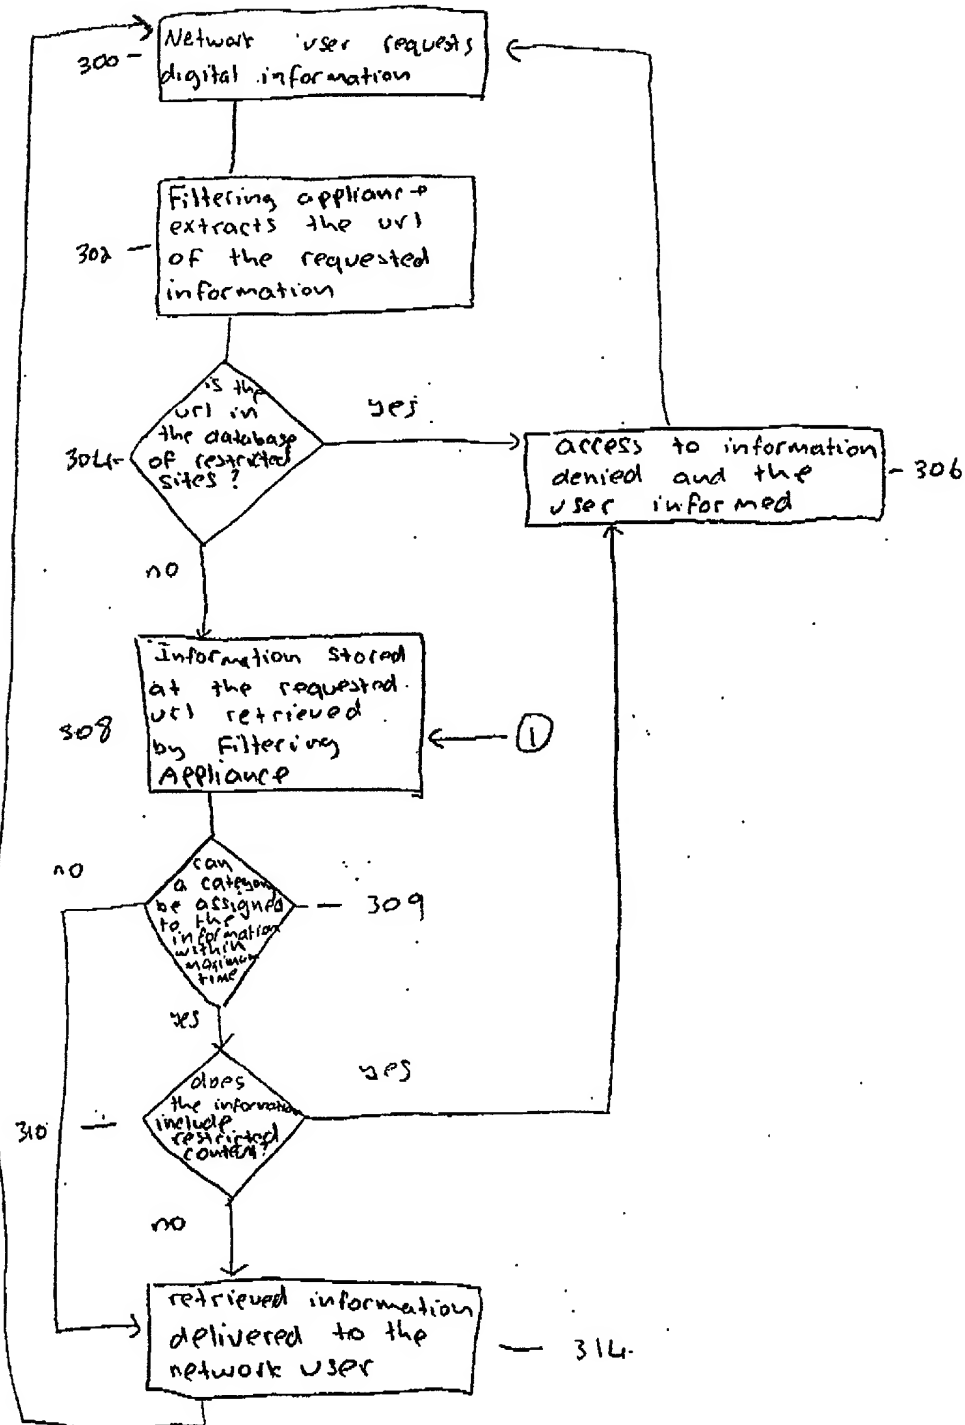 300 -
Network user requests
digital information
302 -
Filtering appliance
extracts the url
of the requested
information
304 -
is the
url in
the database
of restricted
sites?
yes
access to information
denied and the
user informed
- 306
no
308
Information stored
at the requested
url retrieved
by Filtering
Appliance
1
no
can
a category
be assigned
to the
information
within
maximum
time
- 309
yes
310 -
does
the information
include
restricted
content?
yes
no
retrieved information
delivered to the
network user
- 314